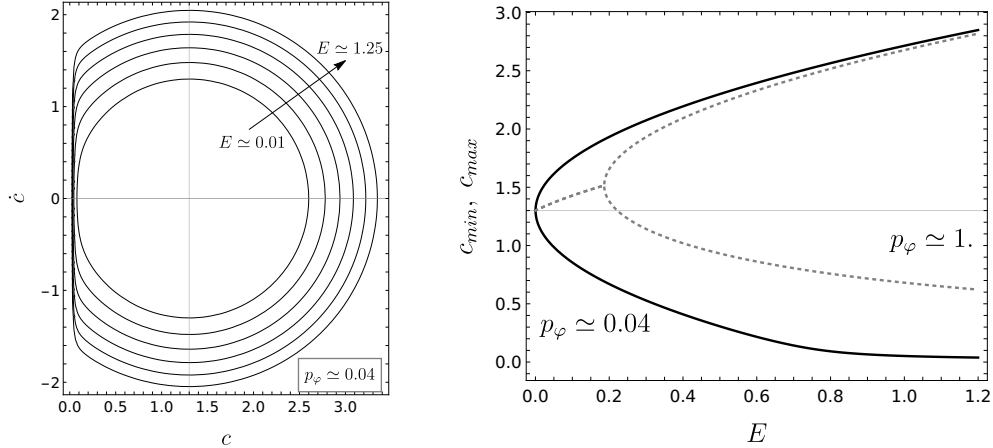 2
1
0
−1
−2
ċ
E ≃ 1.25
E ≃ 0.01
p_φ ≃ 0.04
0.0 0.5 1.0 1.5 2.0 2.5 3.0
c
3.0
2.5
2.0
1.5
1.0
0.5
0.0
c_min, c_max
p_φ ≃ 1.
p_φ ≃ 0.04
0.0 0.2 0.4 0.6 0.8 1.0 1.2
E